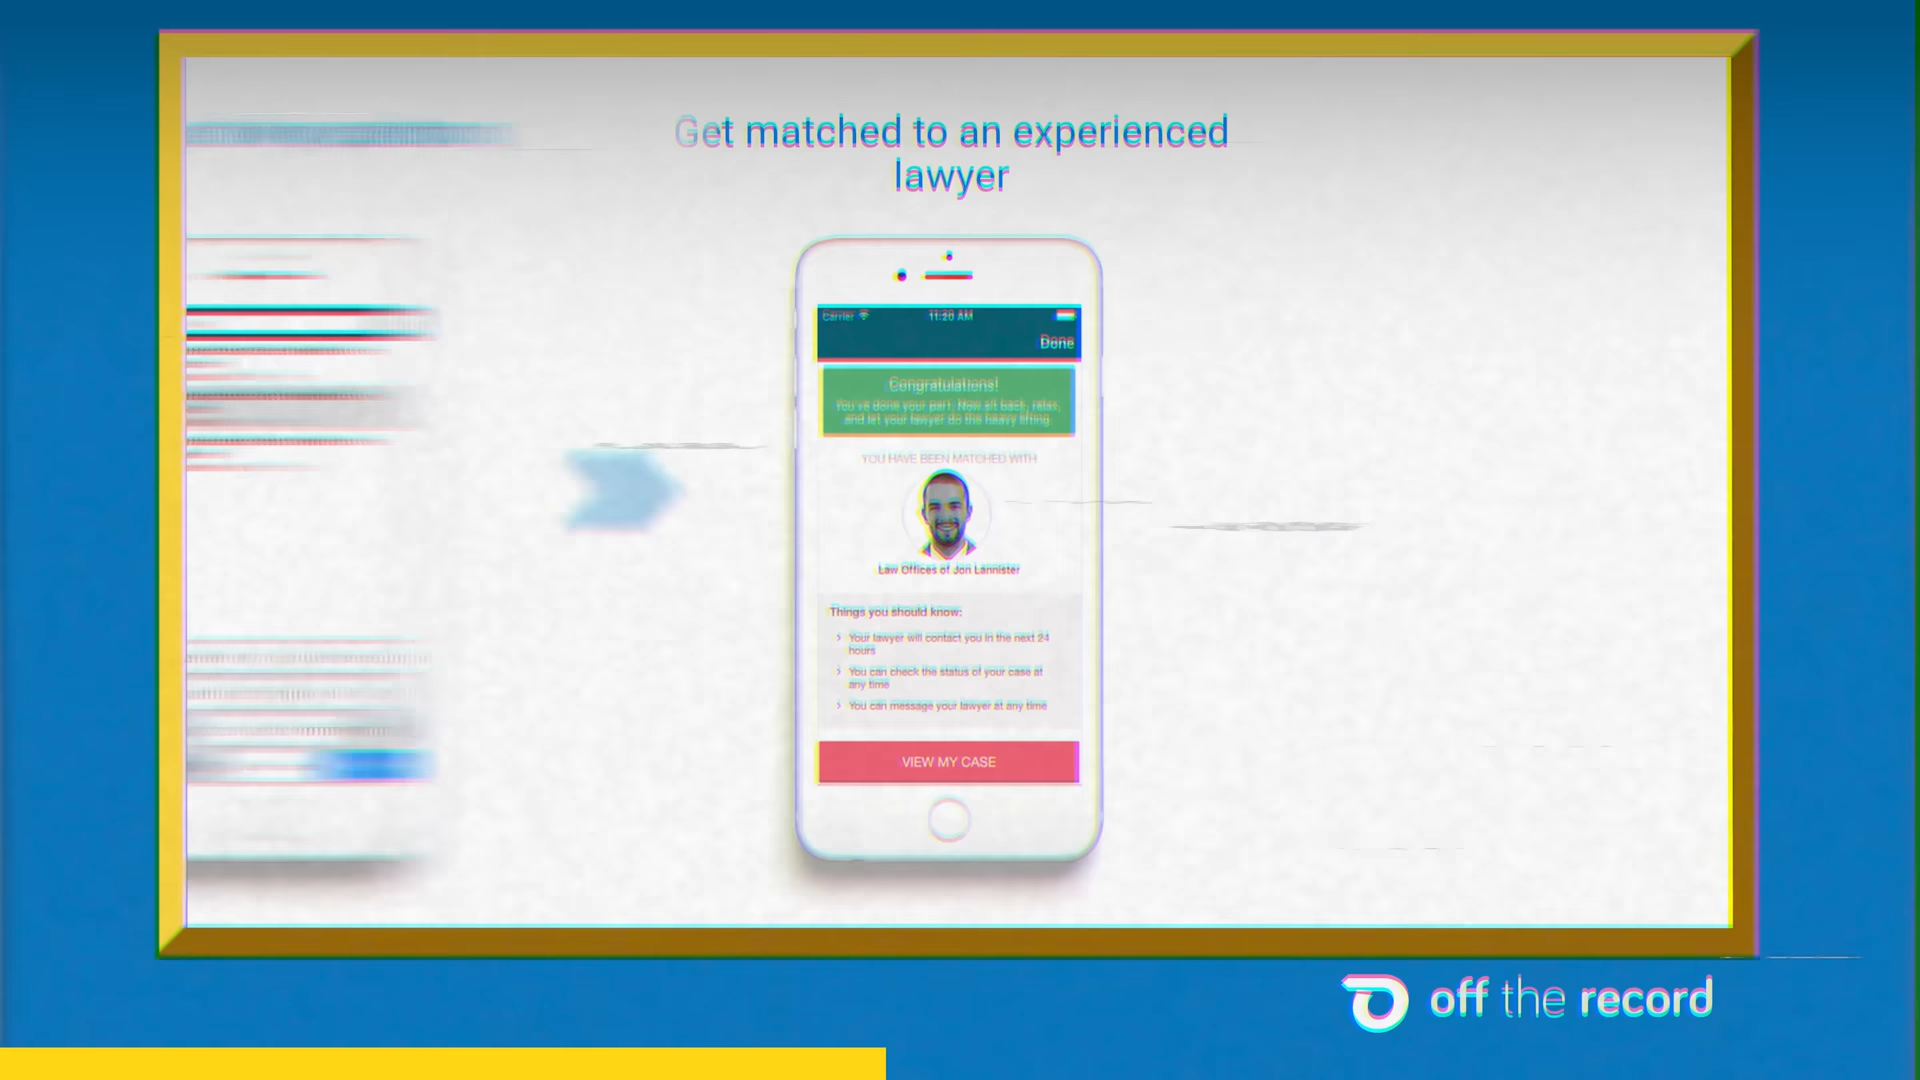 Get matched to an experienced
lawyer
Carrier 11:20 AM
Done
Congratulations!
You've done your part. Now sit back, relax,
and let your lawyer do the heavy lifting.
YOU HAVE BEEN MATCHED WITH
Law Offices of Jon Lannister
Things you should know:
Your lawyer will contact you in the next 24
hours
You can check the status of your case at
any time
You can message your lawyer at any time
VIEW MY CASE
off the record